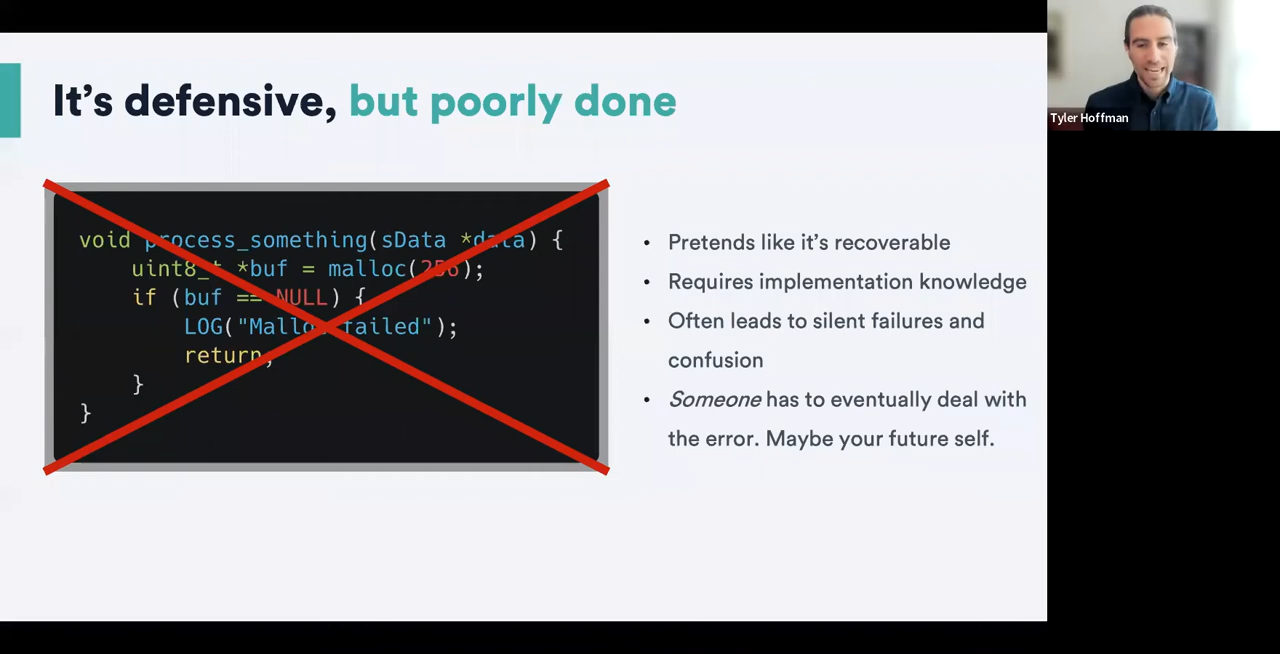 It’s defensive, but poorly done
void process_something(sData *data) {
uint8_t *buf = malloc(256);
if (buf == NULL) {
LOG("Malloc failed");
return;
}
}
• Pretends like it’s recoverable
• Requires implementation knowledge
• Often leads to silent failures and
confusion
• Someone has to eventually deal with
the error. Maybe your future self.
Tyler Hoffman